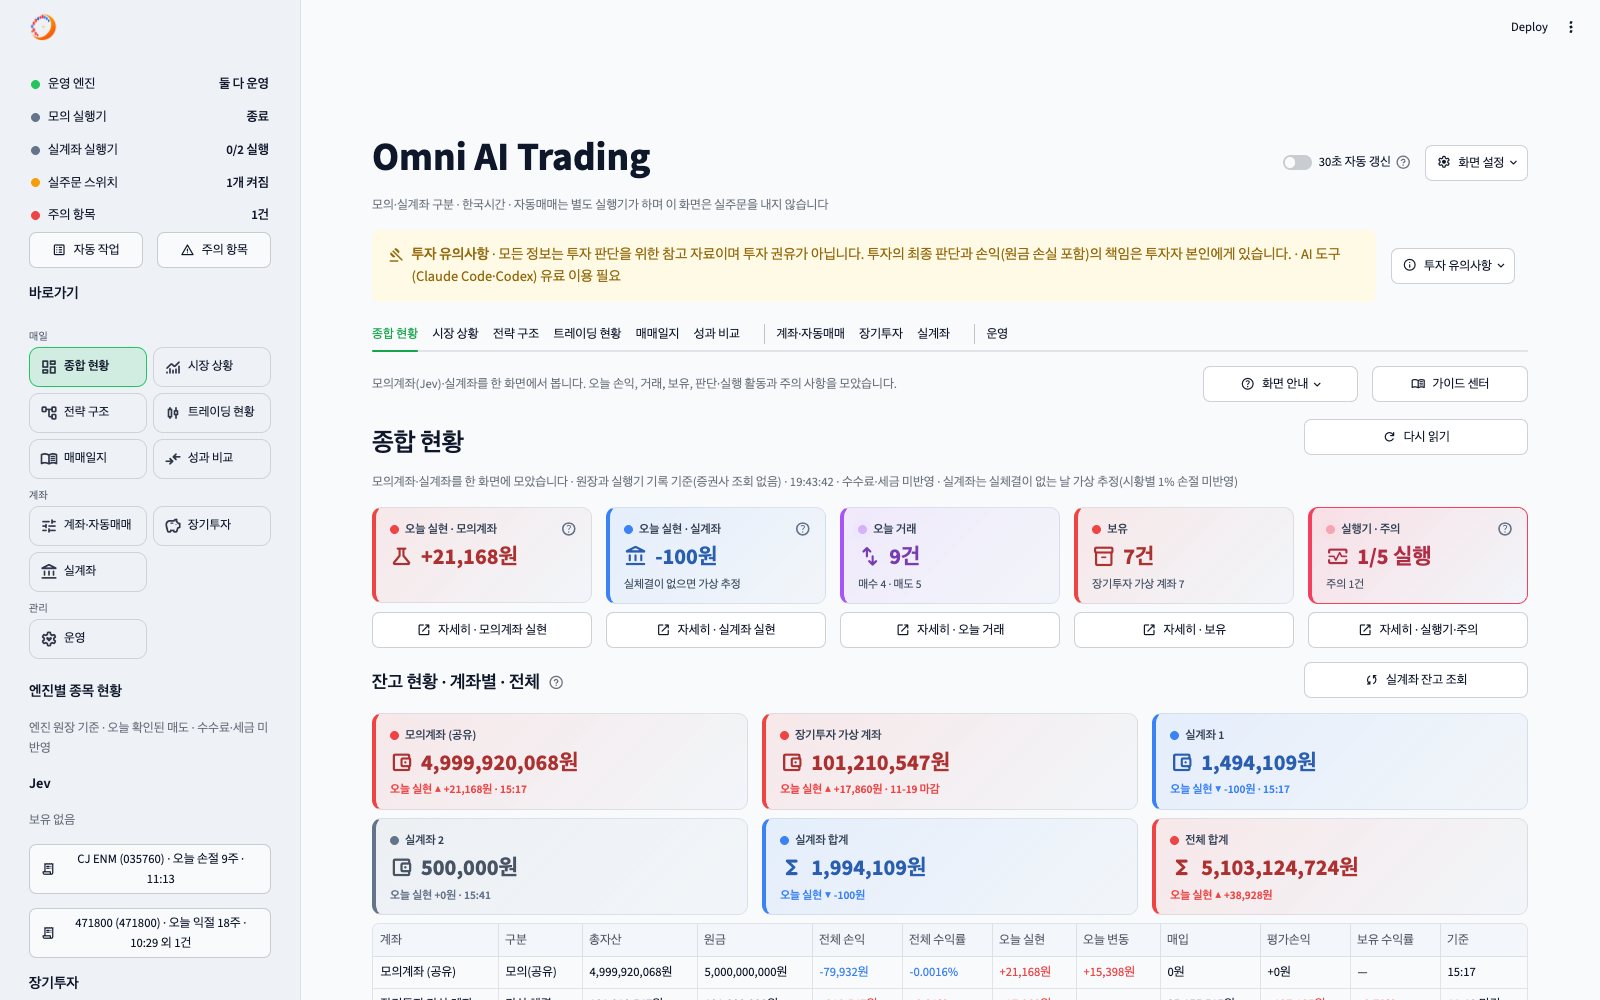 Deploy
운영 엔진 둘 다 운영
모의 실행기 종료
실계좌 실행기 0/2 실행
실주문 스위치 1개 켜짐
주의 항목 1건
자동 작업 주의 항목
바로가기
매일
종합 현황 시장 상황
전략 구조 트레이딩 현황
매매일지 성과 비교
계좌
계좌·자동매매 장기투자
실계좌
관리
운영
엔진별 종목 현황
엔진 원장 기준 · 오늘 확인된 매도 · 수수료·세금 미
반영
Jev
보유 없음
CJ ENM (035760) · 오늘 손절 9주 ·
11:13
471800 (471800) · 오늘 익절 18주 ·
10:29 외 1건
장기투자
Omni AI Trading
30초 자동 갱신 화면 설정
모의·실계좌 구분 · 한국시간 · 자동매매는 별도 실행기가 하며 이 화면은 실주문을 내지 않습니다
투자 유의사항 · 모든 정보는 투자 판단을 위한 참고 자료이며 투자 권유가 아닙니다. 투자의 최종 판단과 손익(원금 손실 포함)의 책임은 투자자 본인에게 있습니다. · AI 도구
(Claude Code·Codex) 유료 이용 필요
투자 유의사항
종합 현황 시장 상황 전략 구조 트레이딩 현황 매매일지 성과 비교 계좌·자동매매 장기투자 실계좌 운영
모의계좌(Jev)·실계좌를 한 화면에서 봅니다. 오늘 손익, 거래, 보유, 판단·실행 활동과 주의 사항을 모았습니다.
화면 안내 가이드 센터
종합 현황
다시 읽기
모의계좌·실계좌를 한 화면에 모았습니다 · 원장과 실행기 기록 기준(증권사 조회 없음) · 19:43:42 · 수수료·세금 미반영 · 실계좌는 실체결이 없는 날 가상 추정(시황별 1% 손절 미반영)
오늘 실현 · 모의계좌
+21,168원
오늘 실현 · 실계좌
-100원
실체결이 없으면 가상 추정
오늘 거래
9건
매수 4 · 매도 5
보유
7건
장기투자 가상 계좌 7
실행기 · 주의
1/5 실행
주의 1건
자세히 · 모의계좌 실현 자세히 · 실계좌 실현 자세히 · 오늘 거래 자세히 · 보유 자세히 · 실행기·주의
잔고 현황 · 계좌별 · 전체
실계좌 잔고 조회
모의계좌 (공유)
4,999,920,068원
오늘 실현 ▲ +21,168원 · 15:17
장기투자 가상 계좌
101,210,547원
오늘 실현 ▲ +17,860원 · 11-19 마감
실계좌 1
1,494,109원
오늘 실현 ▼ -100원 · 15:17
실계좌 2
500,000원
오늘 실현 +0원 · 15:41
실계좌 합계
1,994,109원
오늘 실현 ▼ -100원
전체 합계
5,103,124,724원
오늘 실현 ▲ +38,928원
계좌 구분 총자산 원금 전체 손익 전체 수익률 오늘 실현 오늘 변동 매입 평가손익 보유 수익률 기준
모의계좌 (공유) 모의(공유) 4,999,920,068원 5,000,000,000원 -79,932원 -0.0016% +21,168원 +15,398원 0원 +0원 — 15:17